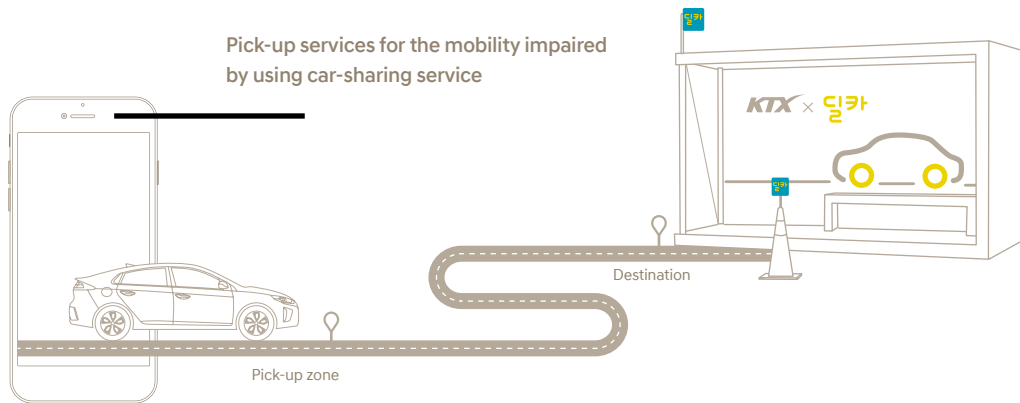 딜카
Pick-up services for the mobility impaired
by using car-sharing service
KTX × 딜카
딜카
Destination
Pick-up zone